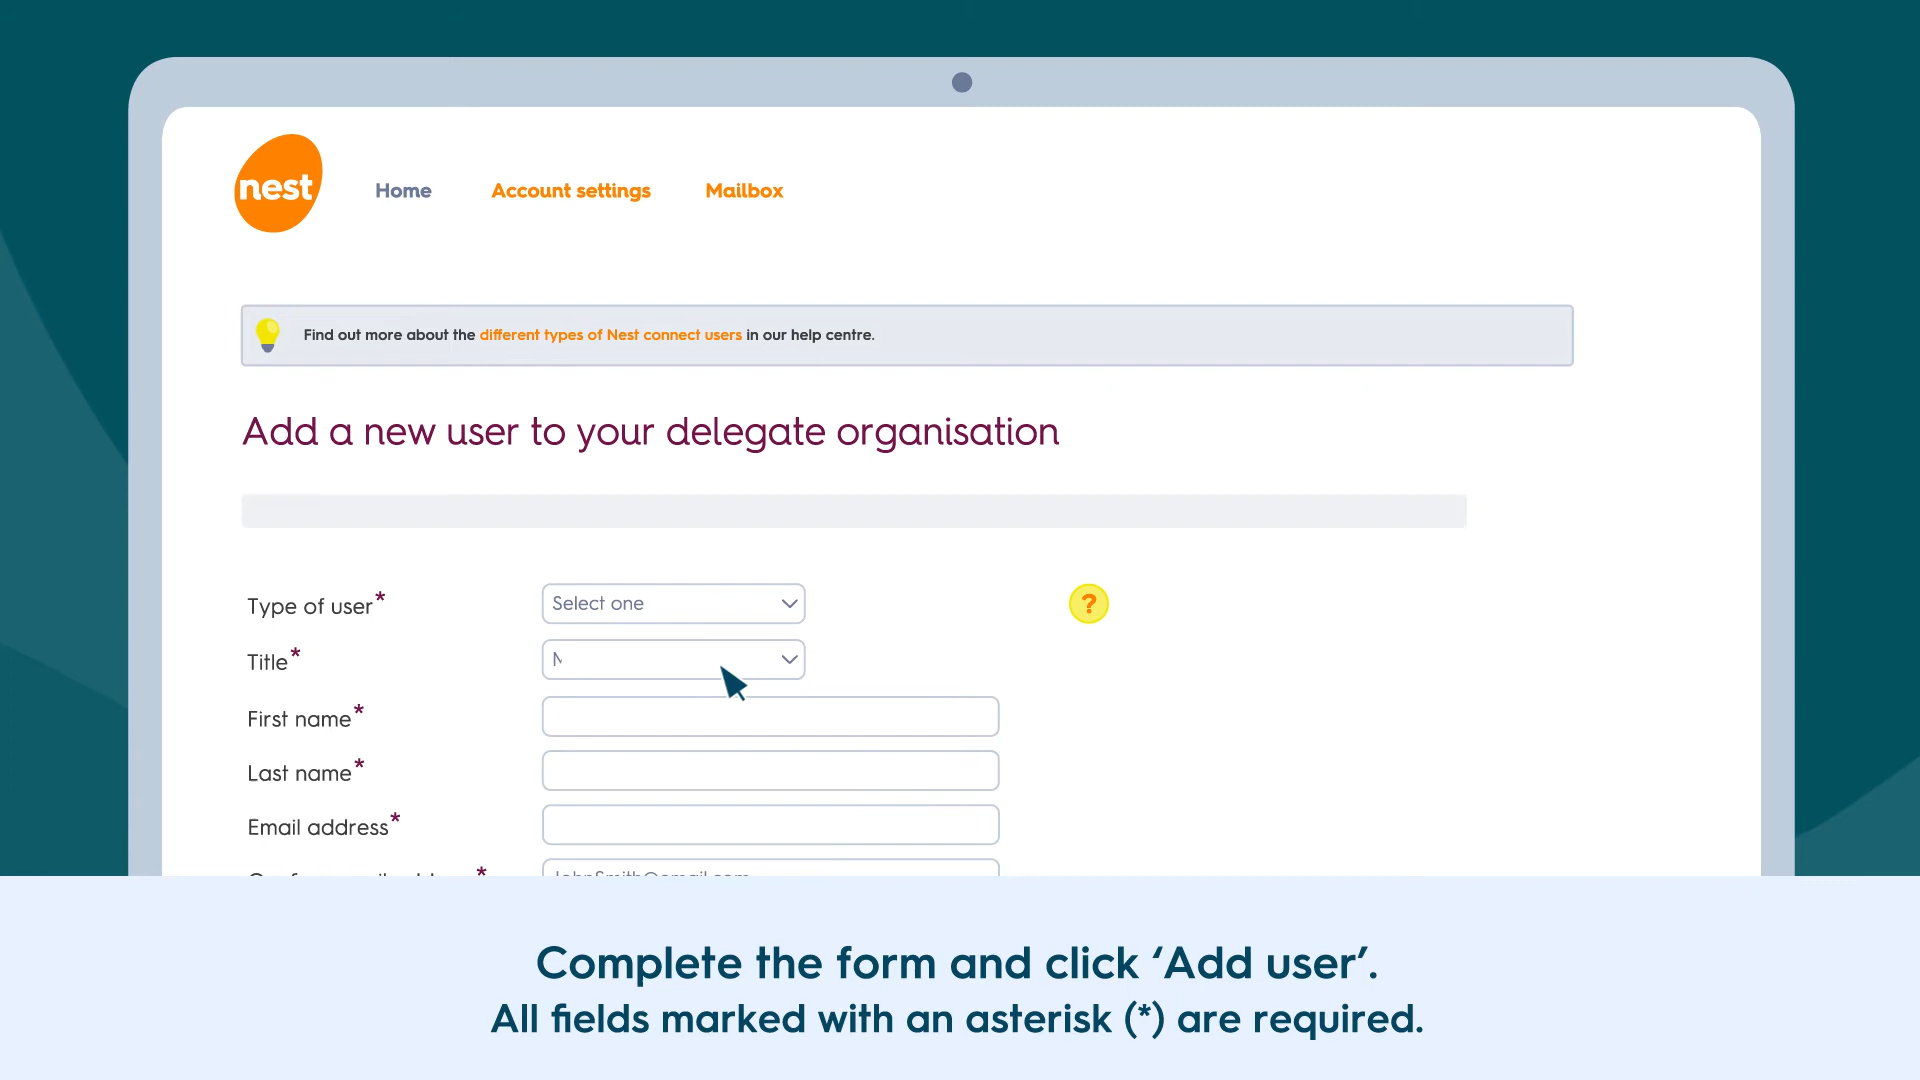 nest
Home Account settings Mailbox
Find out more about the different types of Nest connect users in our help centre.
Add a new user to your delegate organisation
Type of user* Select one ?
Title*
First name*
Last name*
Email address*
Complete the form and click ‘Add user’.
All fields marked with an asterisk (*) are required.